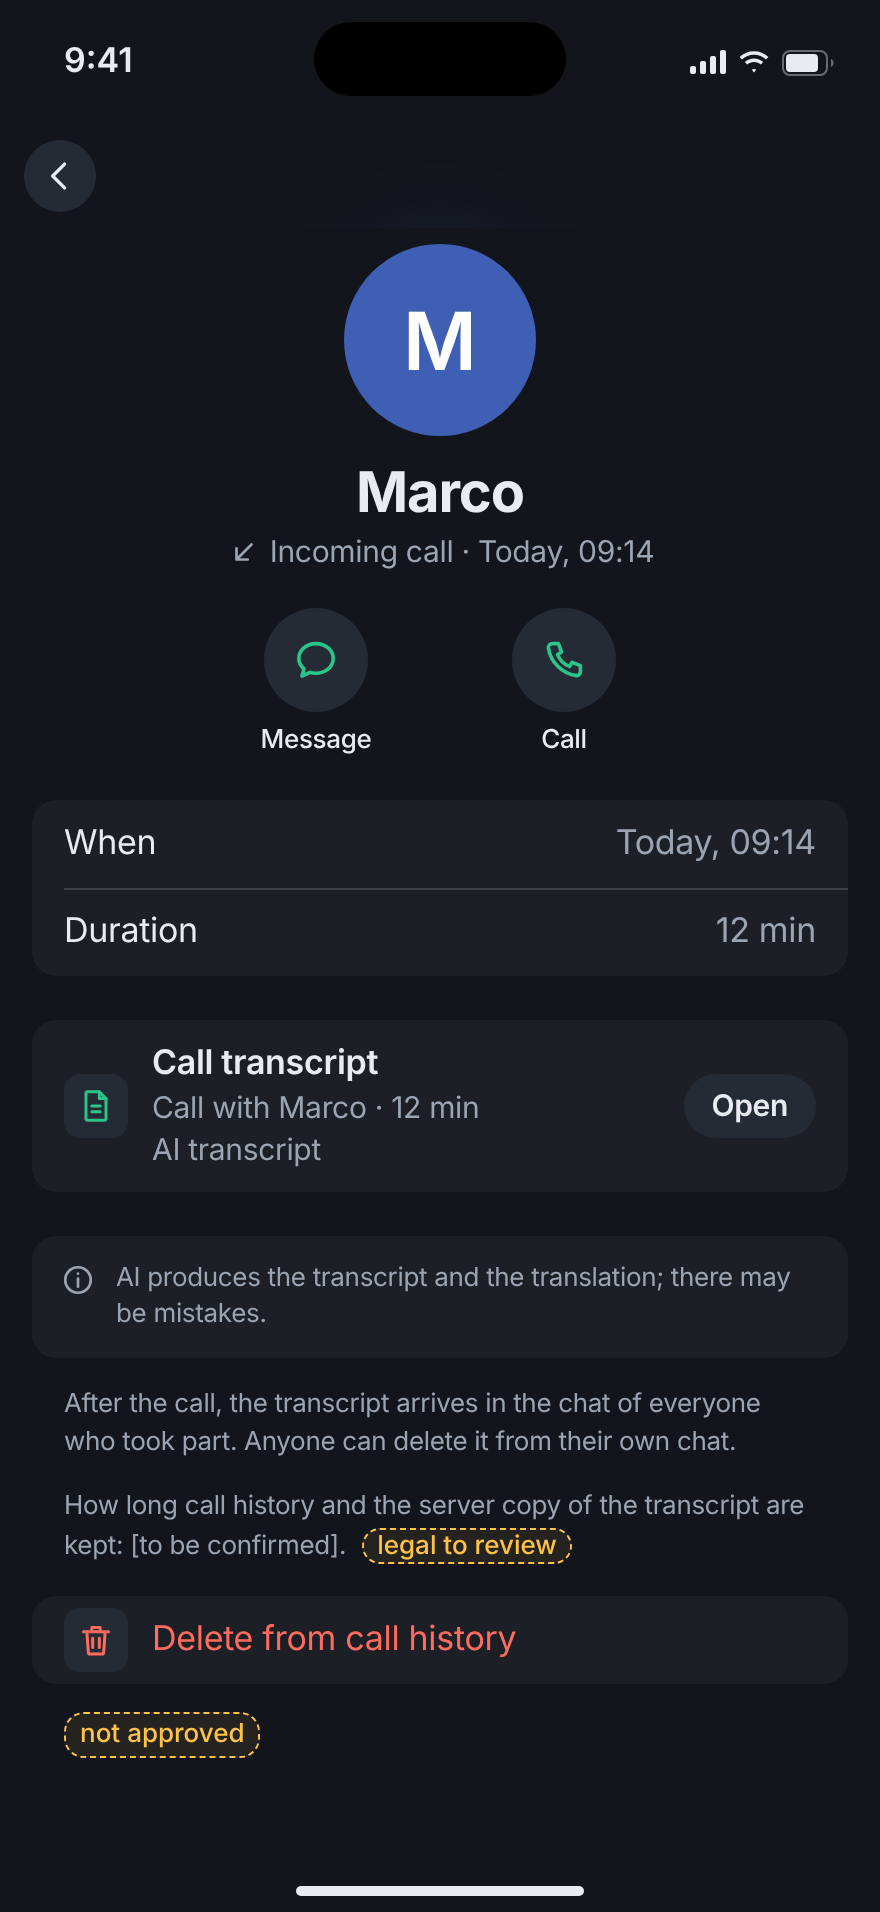 9:41
M
Marco
Incoming call · Today, 09:14
Message
Call
When
Today, 09:14
Duration
12 min
Call transcript
Call with Marco · 12 min
AI transcript
Open
AI produces the transcript and the translation; there may
be mistakes.
After the call, the transcript arrives in the chat of everyone
who took part. Anyone can delete it from their own chat.
How long call history and the server copy of the transcript are
kept: [to be confirmed]. legal to review
Delete from call history
not approved